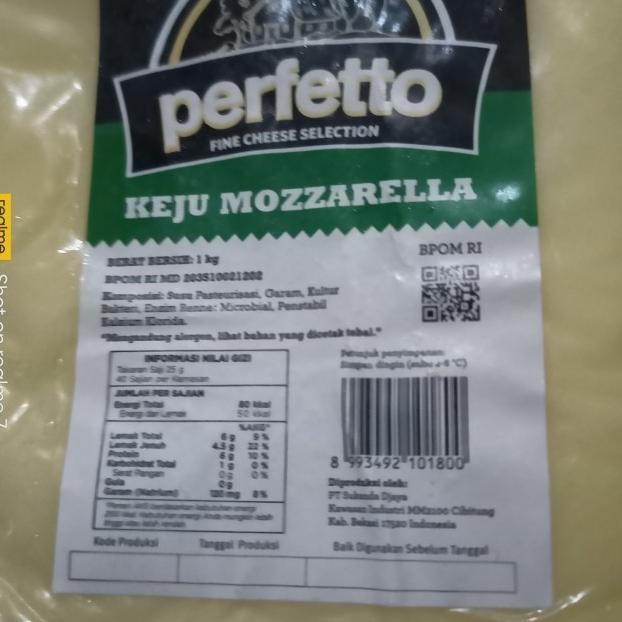 perfetto
FINE CHEESE SELECTION
KEJU MOZZARELLA
BERAT BERSIH: 1 kg
BPOM RI MD 203510021202
Komposisi: Susu Pasteurisasi, Garam, Kultur
Bakteri, Enzim Renne: Microbial, Penstabil
Kalsium Klorida.
"Mengandung alergen, lihat bahan yang dicetak tebal."
BPOM RI
INFORMASI NILAI GIZI
Takaran Saji 25 g
40 Sajian per Kemasan
JUMLAH PER SAJIAN
Energi Total 80 kkal
Energi dari Lemak 50 kkal
%AKG*
Lemak Total 6 g 9 %
Lemak Jenuh 4.5 g 22 %
Protein 6 g 10 %
Karbohidrat Total 1 g 0 %
Serat Pangan 0 g 0 %
Gula 0 g
Garam (Natrium) 120 mg 8 %
Petunjuk penyimpanan:
Simpan dingin (suhu 2-6 °C)
8 993492 101800
Diproduksi oleh:
PT Sukanda Djaya
Kawasan Industri MM2100 Cibitung
Kab. Bekasi 17520 Indonesia
Kode Produksi
Tanggal Produksi
Baik Digunakan Sebelum Tanggal
realme
Shot on realme 7